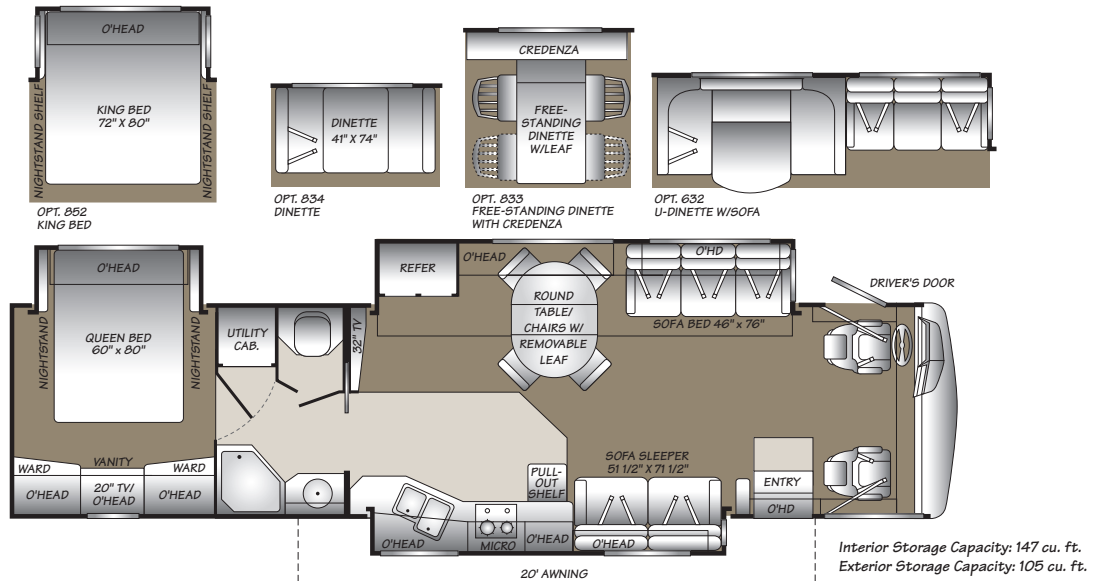 O'HEAD
KING BED
72" X 80"
NIGHTSTAND SHELF
NIGHTSTAND SHELF
OPT. 852
KING BED
DINETTE
41" X 74"
OPT. 834
DINETTE
CREDENZA
FREE-
STANDING
DINETTE
W/LEAF
OPT. 833
FREE-STANDING DINETTE
WITH CREDENZA
OPT. 632
U-DINETTE W/SOFA
O'HEAD
QUEEN BED
60" x 80"
NIGHTSTAND
NIGHTSTAND
WARD
VANITY
WARD
O'HEAD
20" TV/
O'HEAD
O'HEAD
UTILITY
CAB.
32" TV
REFER
O'HEAD
ROUND
TABLE/
CHAIRS W/
REMOVABLE
LEAF
O'HD
SOFA BED 46" x 76"
DRIVER'S DOOR
SOFA SLEEPER
51 1/2" X 71 1/2"
PULL-
OUT
SHELF
ENTRY
O'HD
O'HEAD
MICRO
O'HEAD
O'HEAD
20' AWNING
Interior Storage Capacity: 147 cu. ft.
Exterior Storage Capacity: 105 cu. ft.